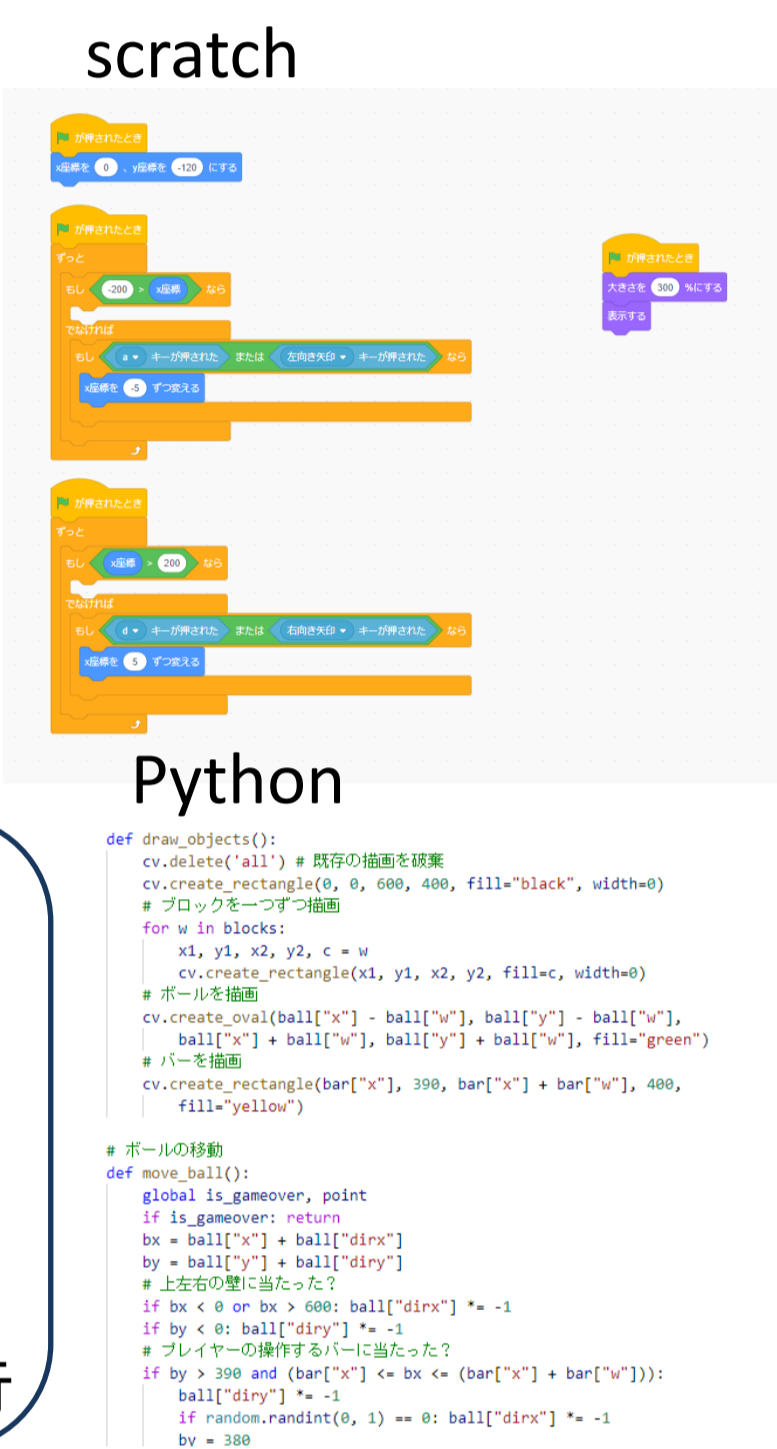 scratch
が押されたとき
x座標を 0 、y座標を -120 にする
が押されたとき
ずっと
もし -200 > x座標 なら
でなければ
もし a キーが押された または 左向き矢印 キーが押された なら
x座標を -5 ずつ変える
が押されたとき
ずっと
もし x座標 > 200 なら
でなければ
もし d キーが押された または 右向き矢印 キーが押された なら
x座標を 5 ずつ変える
が押されたとき
大きさを 300 %にする
表示する
Python
def draw_objects():
    cv.delete('all') # 既存の描画を破棄
    cv.create_rectangle(0, 0, 600, 400, fill="black", width=0)
    # ブロックを一つずつ描画
    for w in blocks:
        x1, y1, x2, y2, c = w
        cv.create_rectangle(x1, y1, x2, y2, fill=c, width=0)
    # ボールを描画
    cv.create_oval(ball["x"] - ball["w"], ball["y"] - ball["w"],
        ball["x"] + ball["w"], ball["y"] + ball["w"], fill="green")
    # バーを描画
    cv.create_rectangle(bar["x"], 390, bar["x"] + bar["w"], 400,
        fill="yellow")
# ボールの移動
def move_ball():
    global is_gameover, point
    if is_gameover: return
    bx = ball["x"] + ball["dirx"]
    by = ball["y"] + ball["diry"]
    # 上左右の壁に当たった?
    if bx < 0 or bx > 600: ball["dirx"] *= -1
    if by < 0: ball["diry"] *= -1
    # プレイヤーの操作するバーに当たった?
    if by > 390 and (bar["x"] <= bx <= (bar["x"] + bar["w"])):
        ball["diry"] *= -1
        if random.randint(0, 1) == 0: ball["dirx"] *= -1
        by = 380